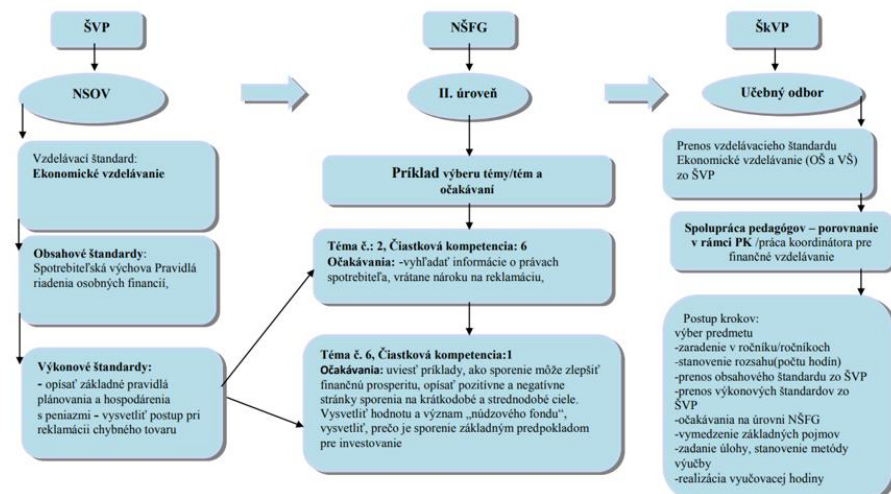 ŠVP
NSOV
Vzdelávací štandard:
Ekonomické vzdelávanie
Obsahové štandardy:
Spotrebiteľská výchova Pravidlá
riadenia osobných financií,
Výkonové štandardy:
- opísať základné pravidlá
plánovania a hospodárenia
s peniazmi - vysvetliť postup pri
reklamácii chybného tovaru
NŠFG
II. úroveň
Príklad výberu témy/tém a
očakávaní
Téma č.: 2, Čiastková kompetencia: 6
Očakávania: -vyhľadať informácie o právach
spotrebiteľa, vrátane nároku na reklamáciu,
Téma č. 6, Čiastková kompetencia:1
Očakávania: uviesť príklady, ako sporenie môže zlepšiť
finančnú prosperitu, opísať pozitívne a negatívne
stránky sporenia na krátkodobé a strednodobé ciele.
Vysvetliť hodnotu a význam „núdzového fondu“,
vysvetliť, prečo je sporenie základným predpokladom
pre investovanie
ŠkVP
Učebný odbor
Prenos vzdelávacieho štandardu
Ekonomické vzdelávanie (OŠ a VŠ)
zo ŠVP
Spolupráca pedagógov – porovnanie
v rámci PK /práca koordinátora pre
finančné vzdelávanie
Postup krokov:
výber predmetu
-zaradenie v ročníku/ročníkoch
-stanovenie rozsahu(počtu hodín)
-prenos obsahového štandardu zo ŠVP
-prenos výkonových štandardov zo
ŠVP
-očakávania na úrovni NŠFG
-vymedzenie základných pojmov
-zadanie úlohy, stanovenie metódy
výučby
-realizácia vyučovacej hodiny